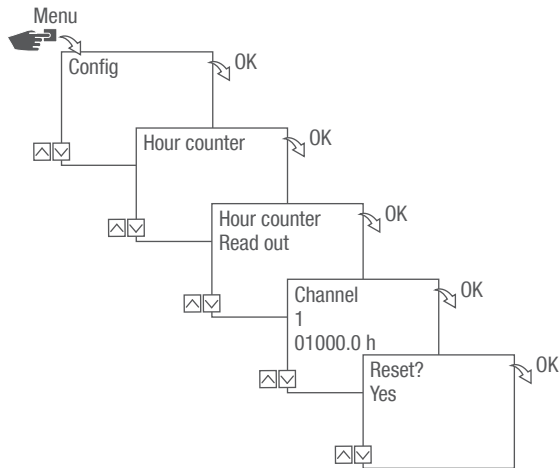 Menu
Config
OK
Hour counter
OK
Hour counter
Read out
OK
Channel
1
01000.0 h
OK
Reset?
Yes
OK